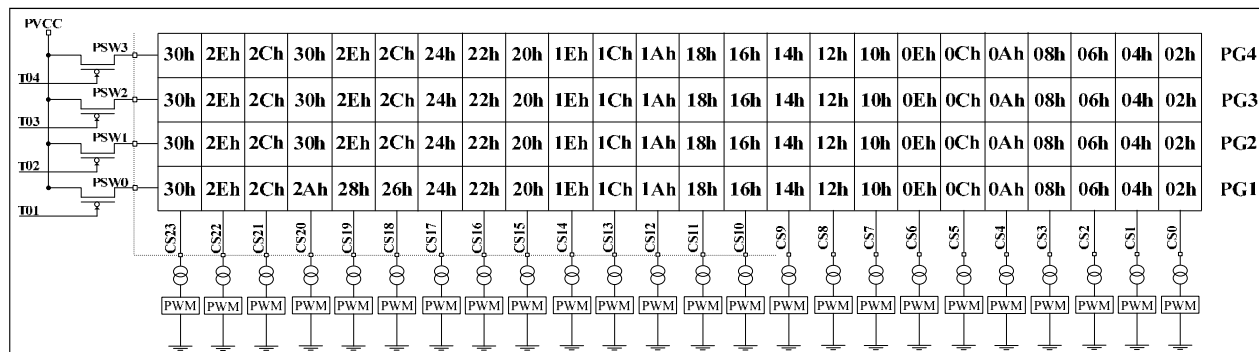 PVCC
PSW3 30h 2Eh 2Ch 30h 2Eh 2Ch 24h 22h 20h 1Eh 1Ch 1Ah 18h 16h 14h 12h 10h 0Eh 0Ch 0Ah 08h 06h 04h 02h PG4
T04
PSW2 30h 2Eh 2Ch 30h 2Eh 2Ch 24h 22h 20h 1Eh 1Ch 1Ah 18h 16h 14h 12h 10h 0Eh 0Ch 0Ah 08h 06h 04h 02h PG3
T03
PSW1 30h 2Eh 2Ch 30h 2Eh 2Ch 24h 22h 20h 1Eh 1Ch 1Ah 18h 16h 14h 12h 10h 0Eh 0Ch 0Ah 08h 06h 04h 02h PG2
T02
PSW0 30h 2Eh 2Ch 2Ah 28h 26h 24h 22h 20h 1Eh 1Ch 1Ah 18h 16h 14h 12h 10h 0Eh 0Ch 0Ah 08h 06h 04h 02h PG1
T01
CS23 CS22 CS21 CS20 CS19 CS18 CS17 CS16 CS15 CS14 CS13 CS12 CS11 CS10 CS9 CS8 CS7 CS6 CS5 CS4 CS3 CS2 CS1 CS0
PWM PWM PWM PWM PWM PWM PWM PWM PWM PWM PWM PWM PWM PWM PWM PWM PWM PWM PWM PWM PWM PWM PWM PWM